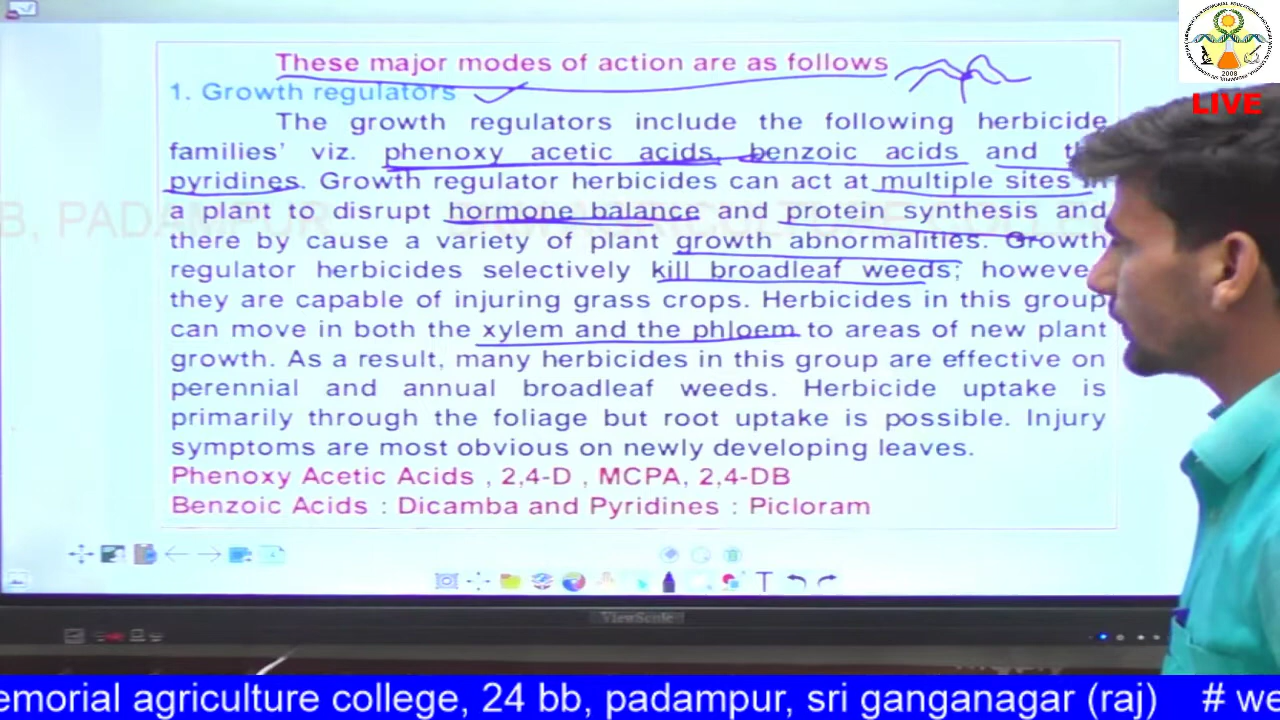 These major modes of action are as follows
1. Growth regulators
The growth regulators include the following herbicide
families' viz. phenoxy acetic acids, benzoic acids and
pyridines. Growth regulator herbicides can act at multiple sites in
a plant to disrupt hormone balance and protein synthesis and
there by cause a variety of plant growth abnormalities. Growth
regulator herbicides selectively kill broadleaf weeds; however
they are capable of injuring grass crops. Herbicides in this group
can move in both the xylem and the phloem to areas of new plant
growth. As a result, many herbicides in this group are effective on
perennial and annual broadleaf weeds. Herbicide uptake is
primarily through the foliage but root uptake is possible. Injury
symptoms are most obvious on newly developing leaves.
Phenoxy Acetic Acids , 2,4-D , MCPA, 2,4-DB
Benzoic Acids : Dicamba and Pyridines : Picloram
B, PADAMPUR
2008
LIVE
T
ViewSonic
emorial agriculture college, 24 bb, padampur, sri ganganagar (raj) # we